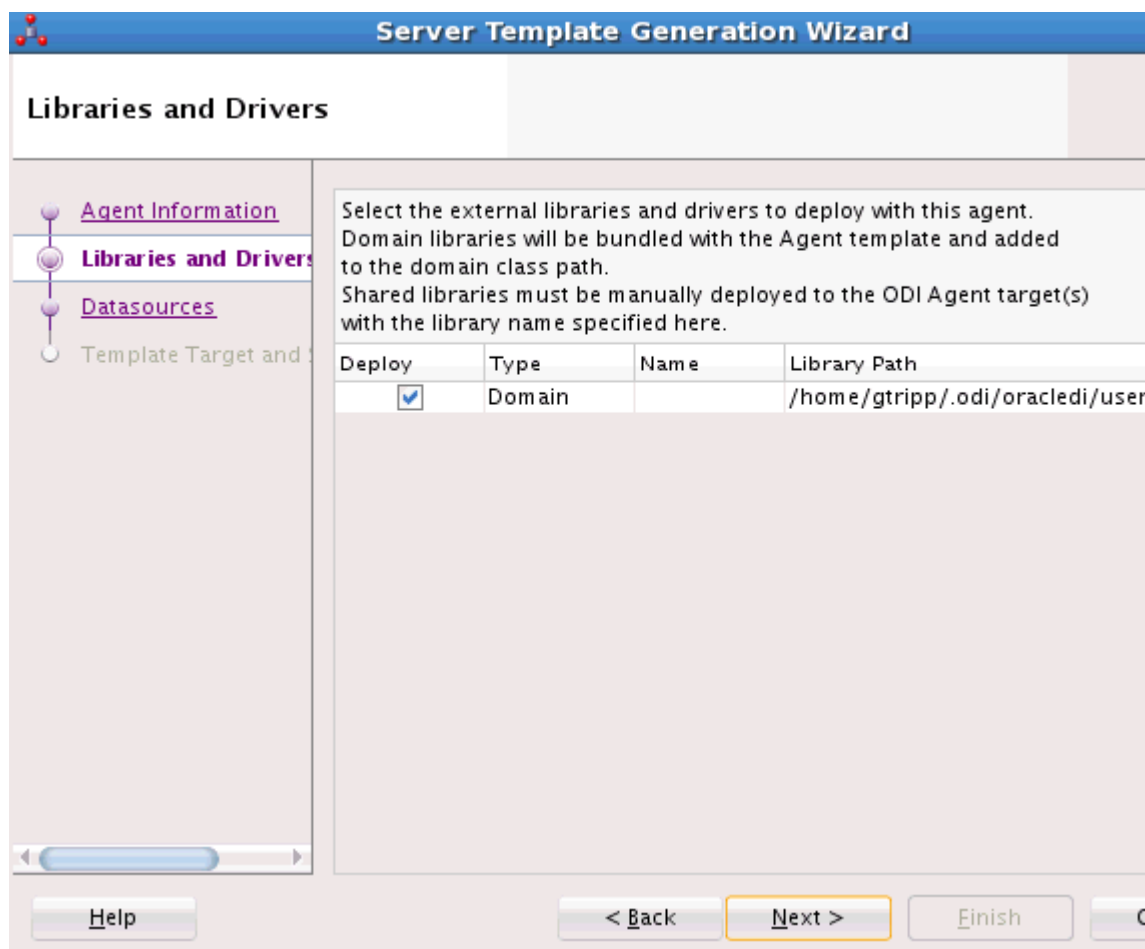 Server Template Generation Wizard
Libraries and Drivers
Agent Information
Libraries and Drivers
Datasources
Template Target and
Select the external libraries and drivers to deploy with this agent.
Domain libraries will be bundled with the Agent template and added
to the domain class path.
Shared libraries must be manually deployed to the ODI Agent target(s)
with the library name specified here.
Deploy Type Name Library Path
Domain /home/gtripp/.odi/oracledi/user
Help < Back Next > Finish